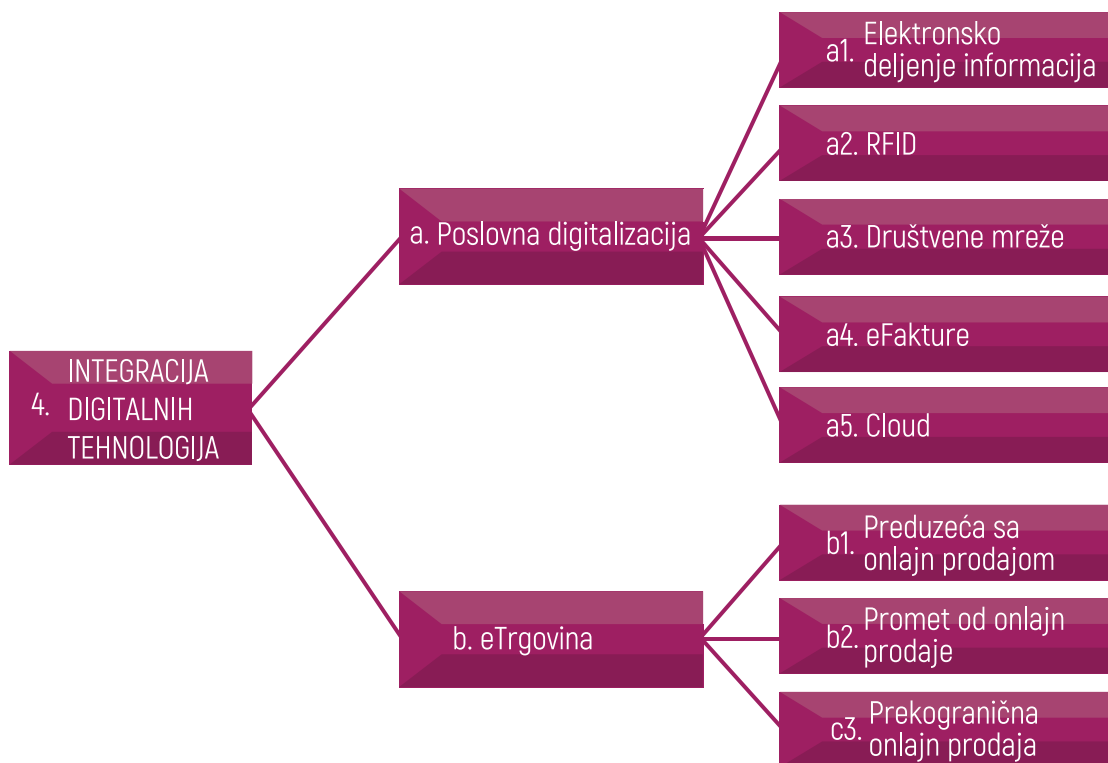 4. INTEGRACIJA
DIGITALNIH
TEHNOLOGIJA
a. Poslovna digitalizacija
a1. Elektronsko
deljenje informacija
a2. RFID
a3. Društvene mreže
a4. eFakture
a5. Cloud
b. eTrgovina
b1. Preduzeća sa
onlajn prodajom
b2. Promet od onlajn
prodaje
c3. Prekogranična
onlajn prodaja